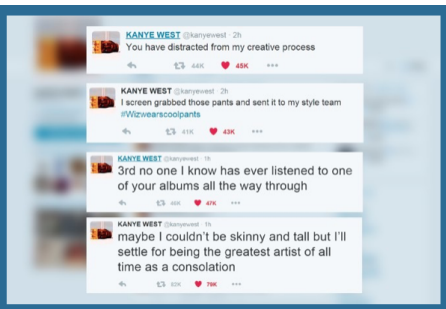 KANYE WEST @kanyewest · 2h
You have distracted from my creative process
44K 45K
KANYE WEST @kanyewest · 2h
I screen grabbed those pants and sent it to my style team
#Wizwearscoolpants
41K 43K
KANYE WEST @kanyewest · 1h
3rd no one I know has ever listened to one
of your albums all the way through
47K
KANYE WEST @kanyewest · 1h
maybe I couldn't be skinny and tall but I'll
settle for being the greatest artist of all
time as a consolation
79K